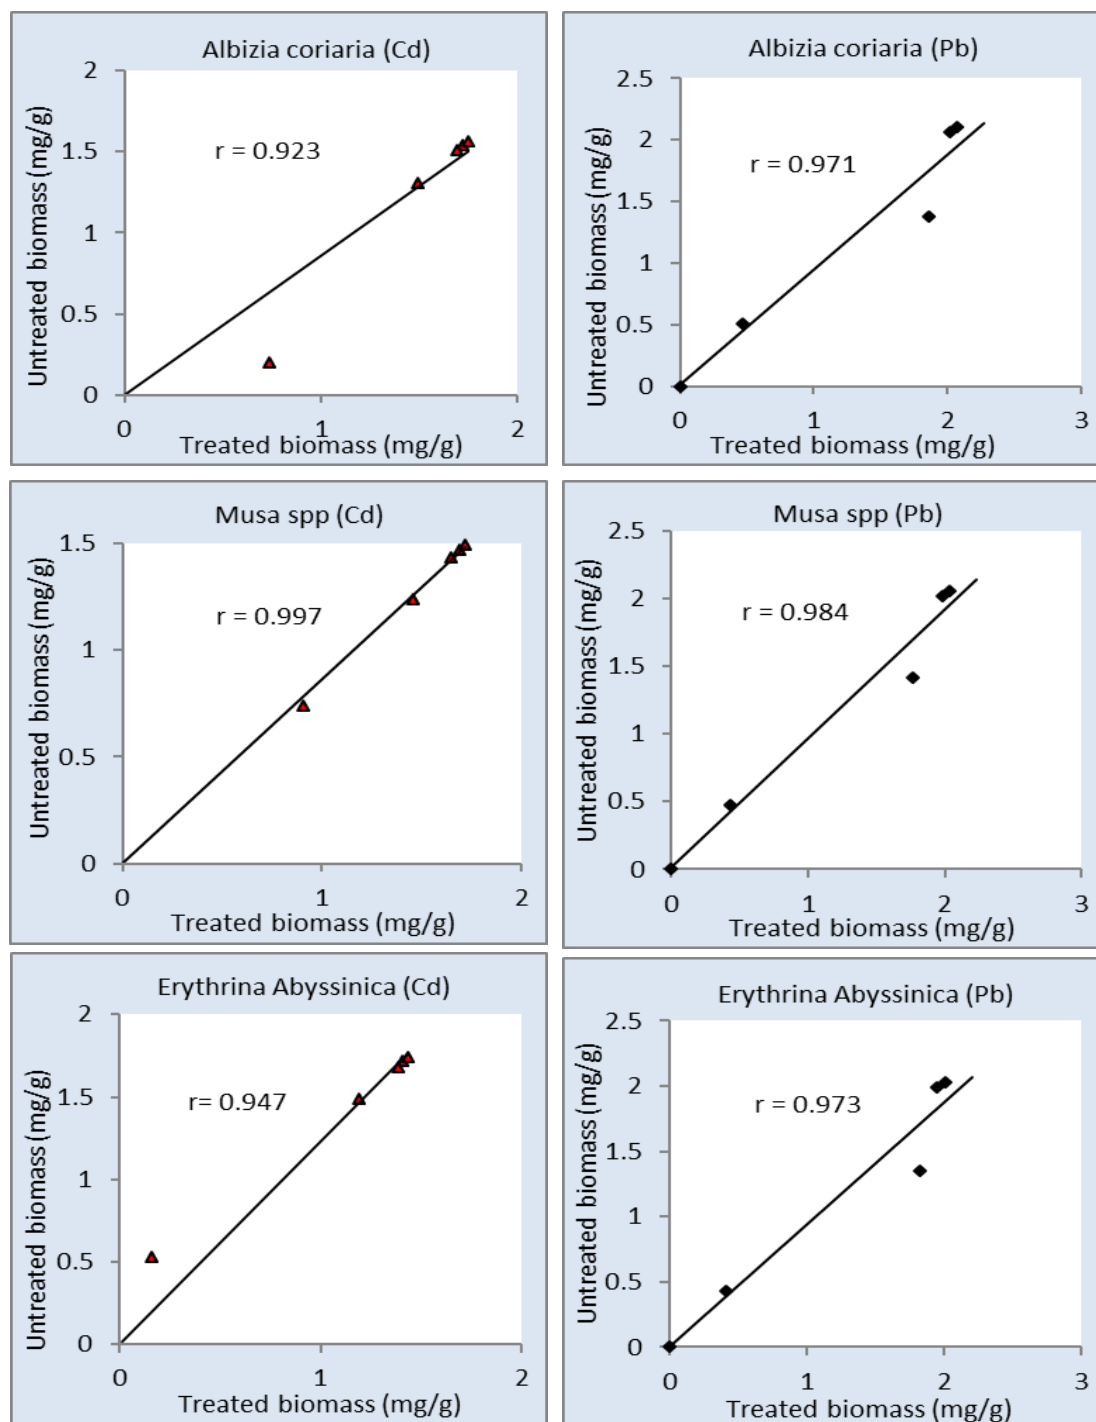 Albizia coriaria (Cd)
Untreated biomass (mg/g)
2
1.5
1
0.5
0
r = 0.923
0 1 2
Treated biomass (mg/g)
Albizia coriaria (Pb)
Untreated biomass (mg/g)
2.5
2
1.5
1
0.5
0
r = 0.971
0 1 2 3
Treated biomass (mg/g)
Musa spp (Cd)
Untreated biomass (mg/g)
1.5
1
0.5
0
r = 0.997
0 1 2
Treated biomass (mg/g)
Musa spp (Pb)
Untreated biomass (mg/g)
2.5
2
1.5
1
0.5
0
r = 0.984
0 1 2 3
Treated biomass (mg/g)
Erythrina Abyssinica (Cd)
Untreated biomass (mg/g)
2
1.5
1
0.5
0
r= 0.947
0 1 2
Treated biomass (mg/g)
Erythrina Abyssinica (Pb)
Untreated biomass (mg/g)
2.5
2
1.5
1
0.5
0
r = 0.973
0 1 2 3
Treated biomass (mg/g)